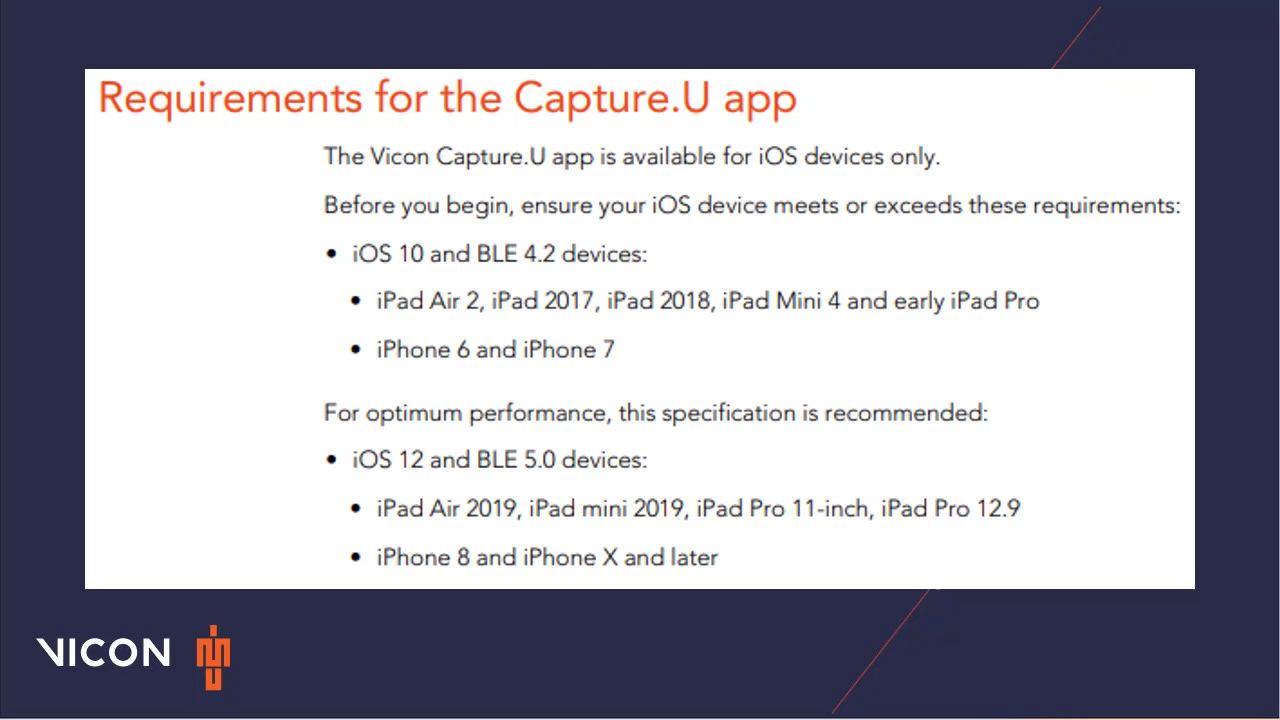 Requirements for the Capture.U app
The Vicon Capture.U app is available for iOS devices only.
Before you begin, ensure your iOS device meets or exceeds these requirements:
• iOS 10 and BLE 4.2 devices:
• iPad Air 2, iPad 2017, iPad 2018, iPad Mini 4 and early iPad Pro
• iPhone 6 and iPhone 7
For optimum performance, this specification is recommended:
• iOS 12 and BLE 5.0 devices:
• iPad Air 2019, iPad mini 2019, iPad Pro 11-inch, iPad Pro 12.9
• iPhone 8 and iPhone X and later
VICON